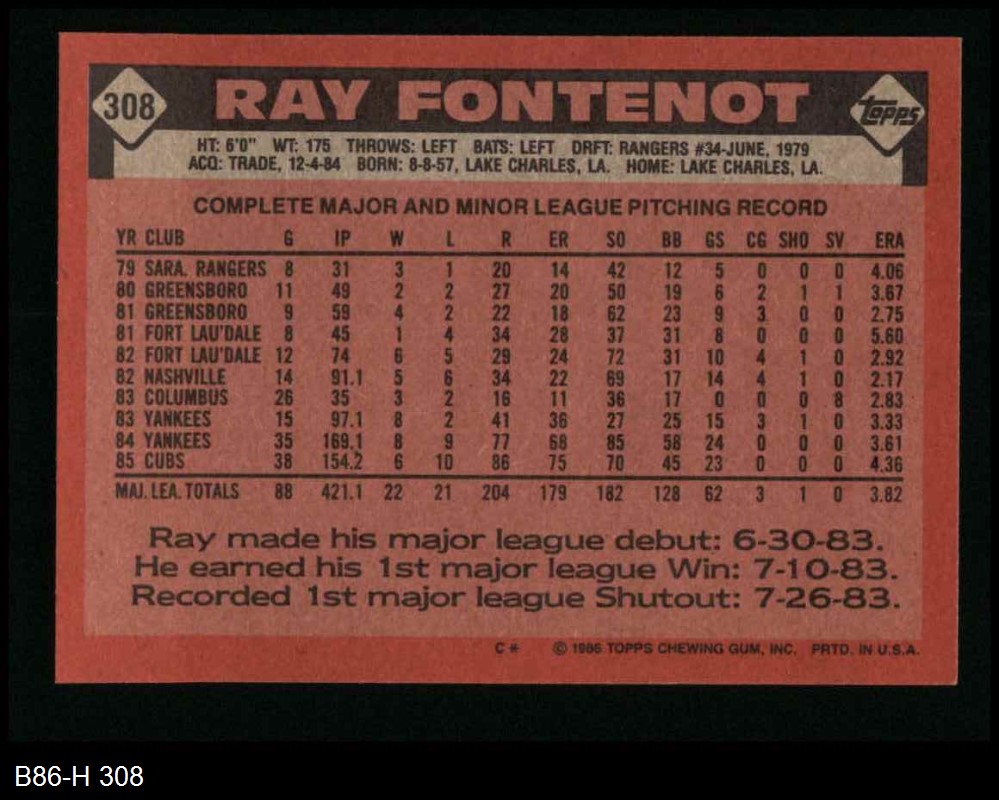 308 RAY FONTENOT Topps
HT: 6'0" WT: 175 THROWS: LEFT BATS: LEFT DRFT: RANGERS #34-JUNE, 1979
ACQ: TRADE, 12-4-84 BORN: 8-8-57, LAKE CHARLES, LA. HOME: LAKE CHARLES, LA.
COMPLETE MAJOR AND MINOR LEAGUE PITCHING RECORD
YR CLUB G IP W L R ER SO BB GS CG SHO SV ERA
79 SARA. RANGERS 8 31 3 1 20 14 42 12 5 0 0 0 4.06
80 GREENSBORO 11 49 2 2 27 20 50 19 6 2 1 1 3.67
81 GREENSBORO 9 59 4 2 22 18 62 23 9 3 0 0 2.75
81 FORT LAU'DALE 8 45 1 4 34 28 37 31 8 0 0 0 5.60
82 FORT LAU'DALE 12 74 6 5 29 24 72 31 10 4 1 0 2.92
82 NASHVILLE 14 91.1 5 6 34 22 69 17 14 4 1 0 2.17
83 COLUMBUS 26 35 3 2 16 11 36 17 0 0 0 8 2.83
83 YANKEES 15 97.1 8 2 41 36 27 25 15 3 1 0 3.33
84 YANKEES 35 169.1 8 9 77 68 85 58 24 0 0 0 3.61
85 CUBS 38 154.2 6 10 86 75 70 45 23 0 0 0 4.36
MAJ. LEA. TOTALS 88 421.1 22 21 204 179 182 128 62 3 1 0 3.82
Ray made his major league debut: 6-30-83.
He earned his 1st major league Win: 7-10-83.
Recorded 1st major league Shutout: 7-26-83.
C* © 1986 TOPPS CHEWING GUM, INC. PRTD. IN U.S.A.
B86-H 308